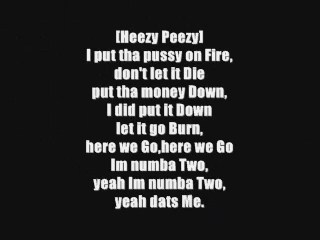 [Heezy Peezy]
I put tha pussy on Fire,
don't let it Die
put tha money Down,
I did put it Down
let it go Burn,
here we Go,here we Go
Im numba Two,
yeah Im numba Two,
yeah dats Me.